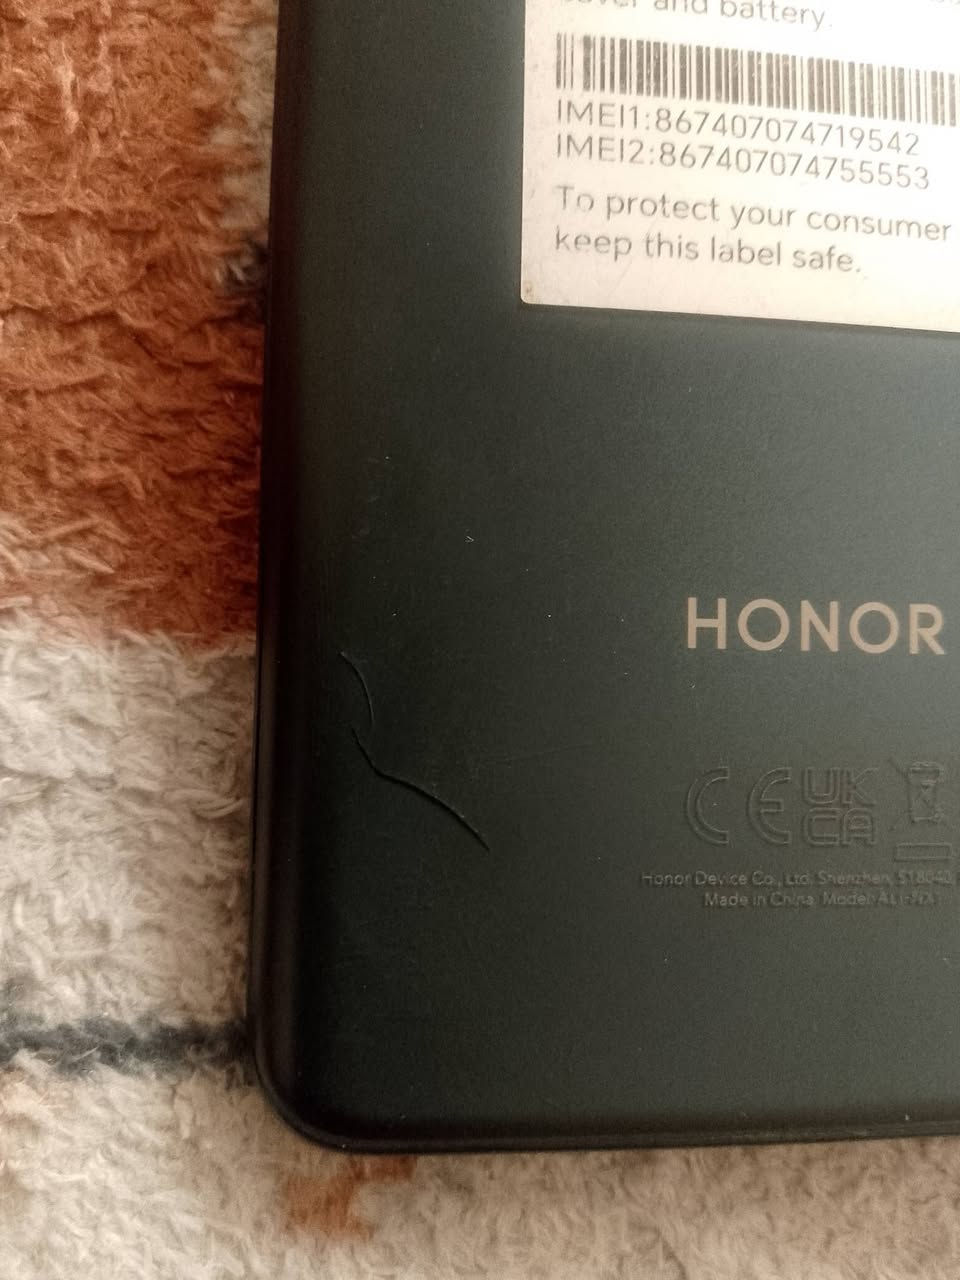 and battery.
IMEI1:867407074719542
IMEI2:867407074755553
To protect your consumer
keep this label safe.
HONOR
CE UK
CA
Honor Device Co., Ltd. Shenzhen, 518040
Made in China. Model: